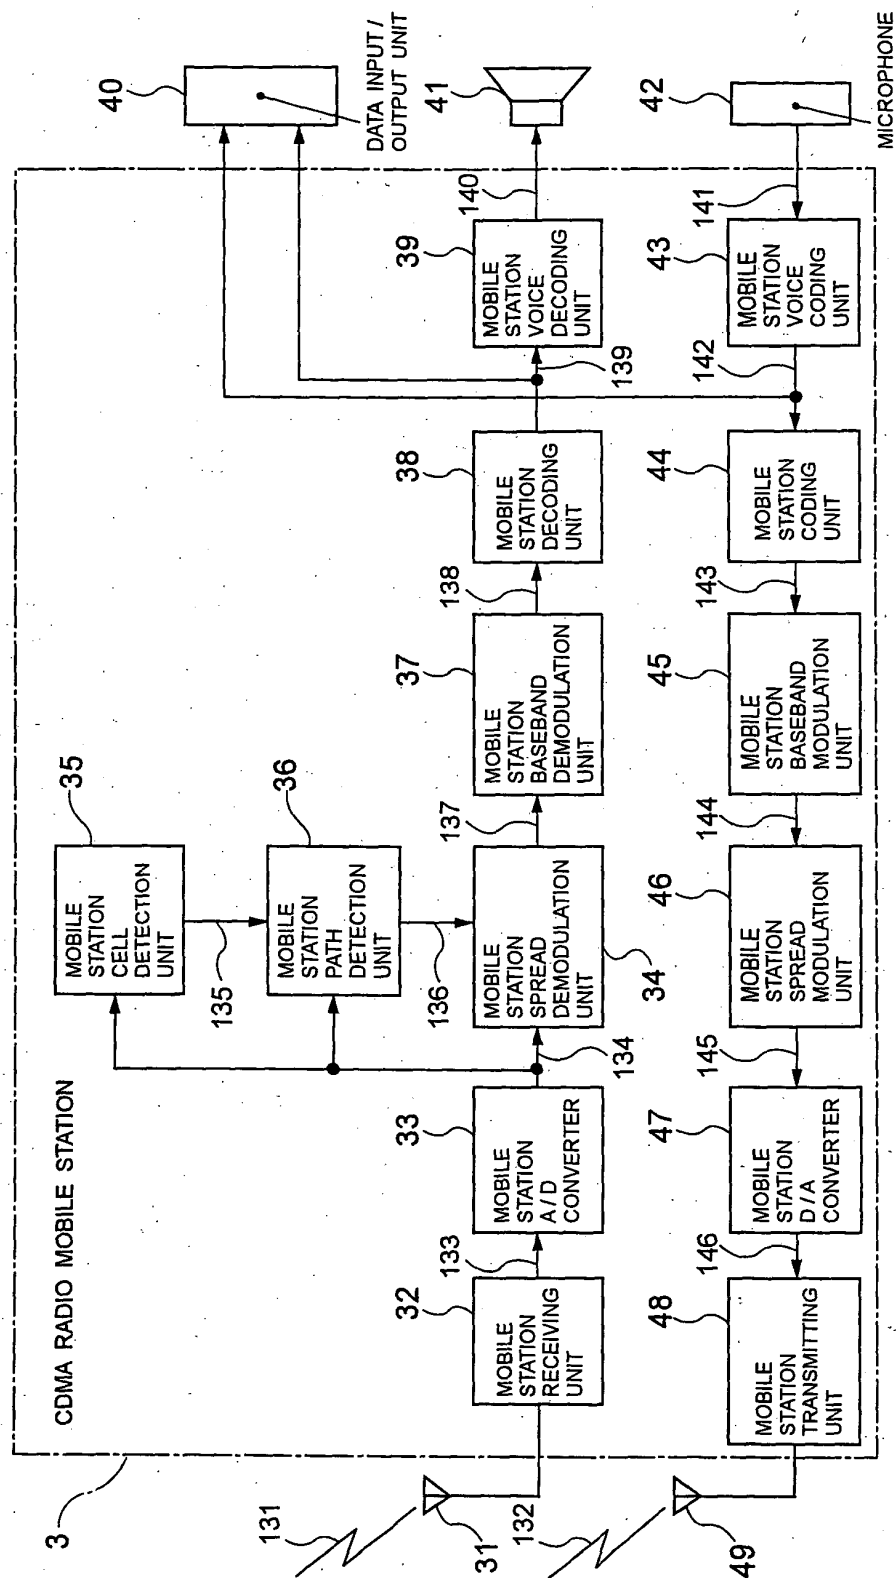 CDMA RADIO MOBILE STATION
3
131
31
132
49
32
MOBILE
STATION
RECEIVING
UNIT
133
33
MOBILE
STATION
A/D
CONVERTER
134
35
MOBILE
STATION
CELL
DETECTION
UNIT
135
36
MOBILE
STATION
PATH
DETECTION
UNIT
136
MOBILE
STATION
SPREAD
DEMODULATION
UNIT
34
137
37
MOBILE
STATION
BASEBAND
DEMODULATION
UNIT
138
38
MOBILE
STATION
DECODING
UNIT
139
39
MOBILE
STATION
VOICE
DECODING
UNIT
140
40
DATA INPUT /
OUTPUT UNIT
41
42
MICROPHONE
141
43
MOBILE
STATION
VOICE
CODING
UNIT
142
44
MOBILE
STATION
CODING
UNIT
143
45
MOBILE
STATION
BASEBAND
MODULATION
UNIT
144
46
MOBILE
STATION
SPREAD
MODULATION
UNIT
145
47
MOBILE
STATION
D/A
CONVERTER
146
48
MOBILE
STATION
TRANSMITTING
UNIT